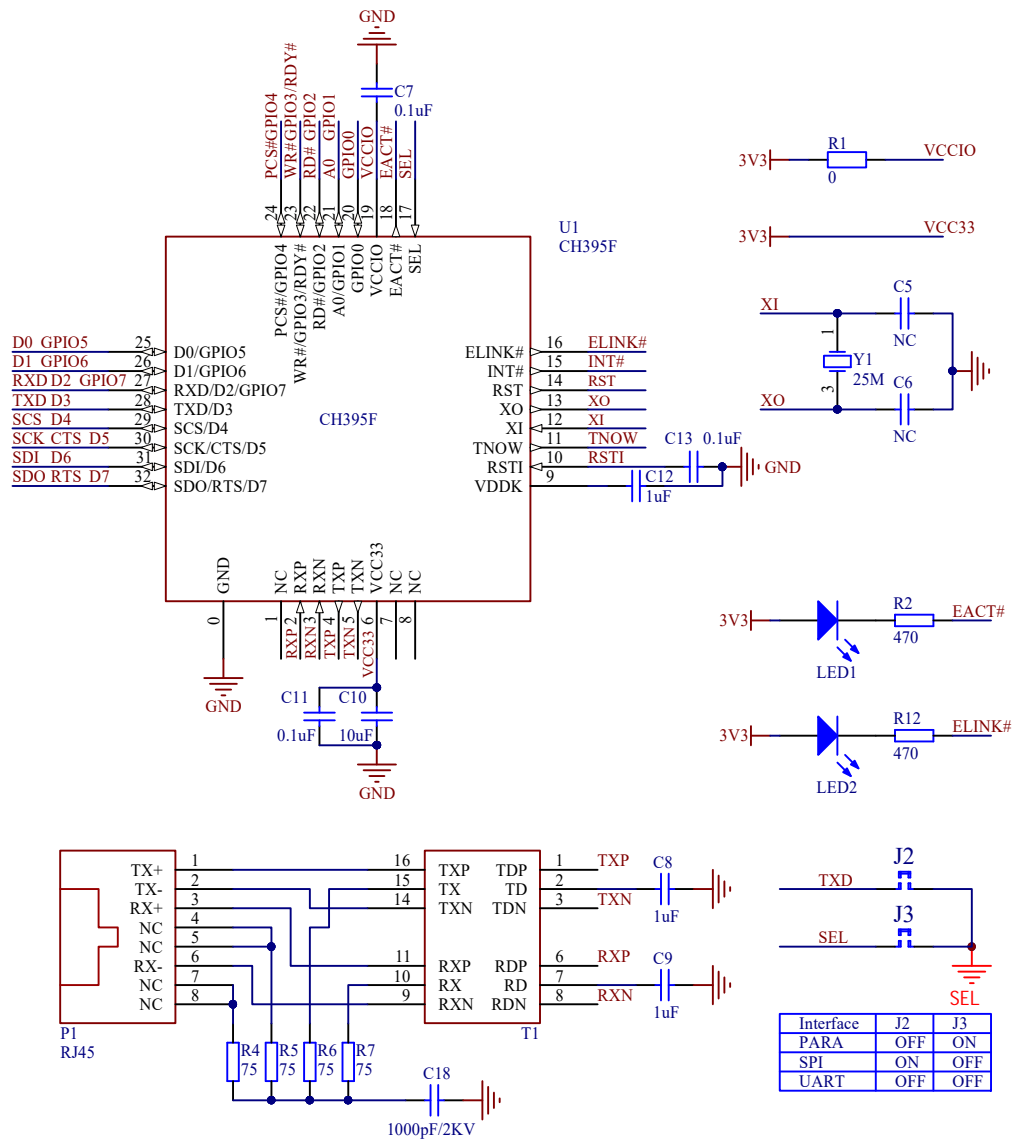 GND
C7
0.1uF
PCS#GPIO4
WR#GPIO3/RDY#
RD# GPIO2
A0 GPIO1
GPIO0
VCCIO
EACT#
SEL
24
23
22
21
20
19
18
17
PCS#/GPIO4
WR#/GPIO3/RDY#
RD#/GPIO2
A0/GPIO1
GPIO0
VCCIO
EACT#
SEL
U1
CH395F
CH395F
D0 GPIO5 25 D0/GPIO5
D1 GPIO6 26 D1/GPIO6
RXD D2 GPIO7 27 RXD/D2/GPIO7
TXD D3 28 TXD/D3
SCS D4 29 SCS/D4
SCK CTS D5 30 SCK/CTS/D5
SDI D6 31 SDI/D6
SDO RTS D7 32 SDO/RTS/D7
ELINK# 16 ELINK#
INT# 15 INT#
RST 14 RST
XO 13 XO
XI 12 XI
TNOW 11 TNOW
RSTI 10 RSTI
VDDK 9
C13 0.1uF
C12
1uF
GND
GND
NC
RXP
RXN
TXP
TXN
VCC33
NC
NC
0
1
RXP 2
RXN 3
TXP 4
TXN 5
VCC33 6
7
8
GND
C11
0.1uF
C10
10uF
GND
3V3
R1
0
VCCIO
3V3
VCC33
XI
C5
NC
1
Y1
25M
3
XO
C6
NC
3V3
LED1
R2
470
EACT#
3V3
LED2
R12
470
ELINK#
TX+ 1
TX- 2
RX+ 3
NC 4
NC 5
RX- 6
NC 7
NC 8
P1
RJ45
16 TXP
15 TX
14 TXN
11 RXP
10 RX
9 RXN
TDP 1 TXP
TD 2
TDN 3 TXN
RDP 6 RXP
RD 7
RDN 8 RXN
T1
C8
1uF
C9
1uF
R4
75
R5
75
R6
75
R7
75
C18
1000pF/2KV
TXD
J2
SEL
J3
SEL
Interface J2 J3
PARA OFF ON
SPI ON OFF
UART OFF OFF